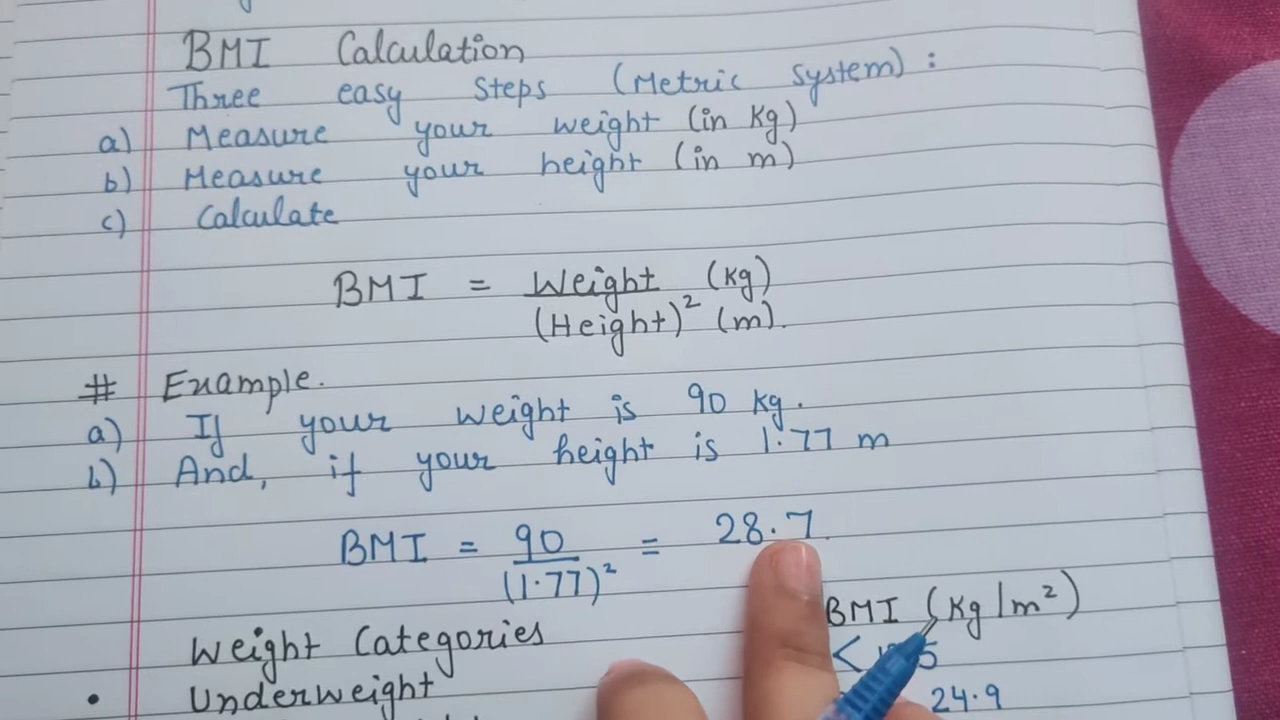 BMI Calculation
Three easy Steps (Metric System) :
a) Measure your weight (in Kg)
b) Measure your height (in m)
c) Calculate
BMI = Weight (Kg)
(Height)² (m).
# Example.
a) If your weight is 90 Kg.
b) And, if your height is 1.77 m
BMI = 90 = 28.7
(1.77)²
BMI (Kg/m²)
Weight Categories
<
Underweight
24.9